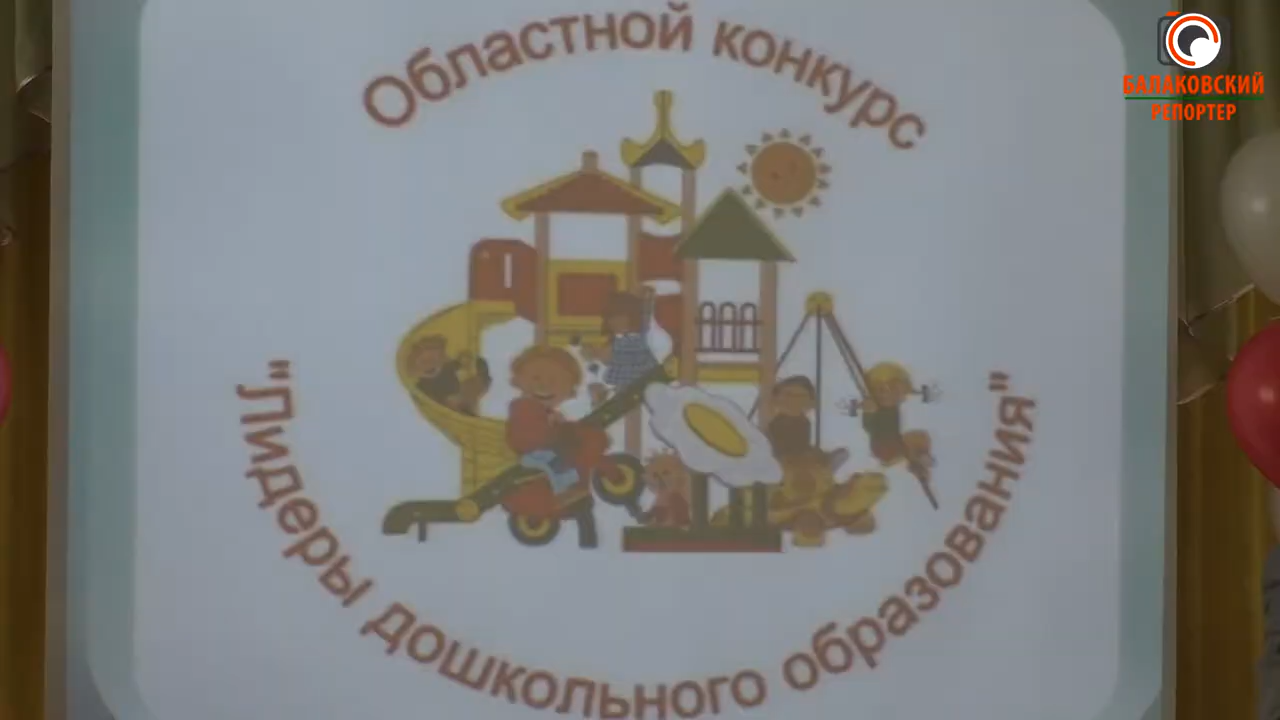 Областной конкурс
"Лидеры дошкольного образования"
БАЛАКОВСКИЙ
РЕПОРТЕР